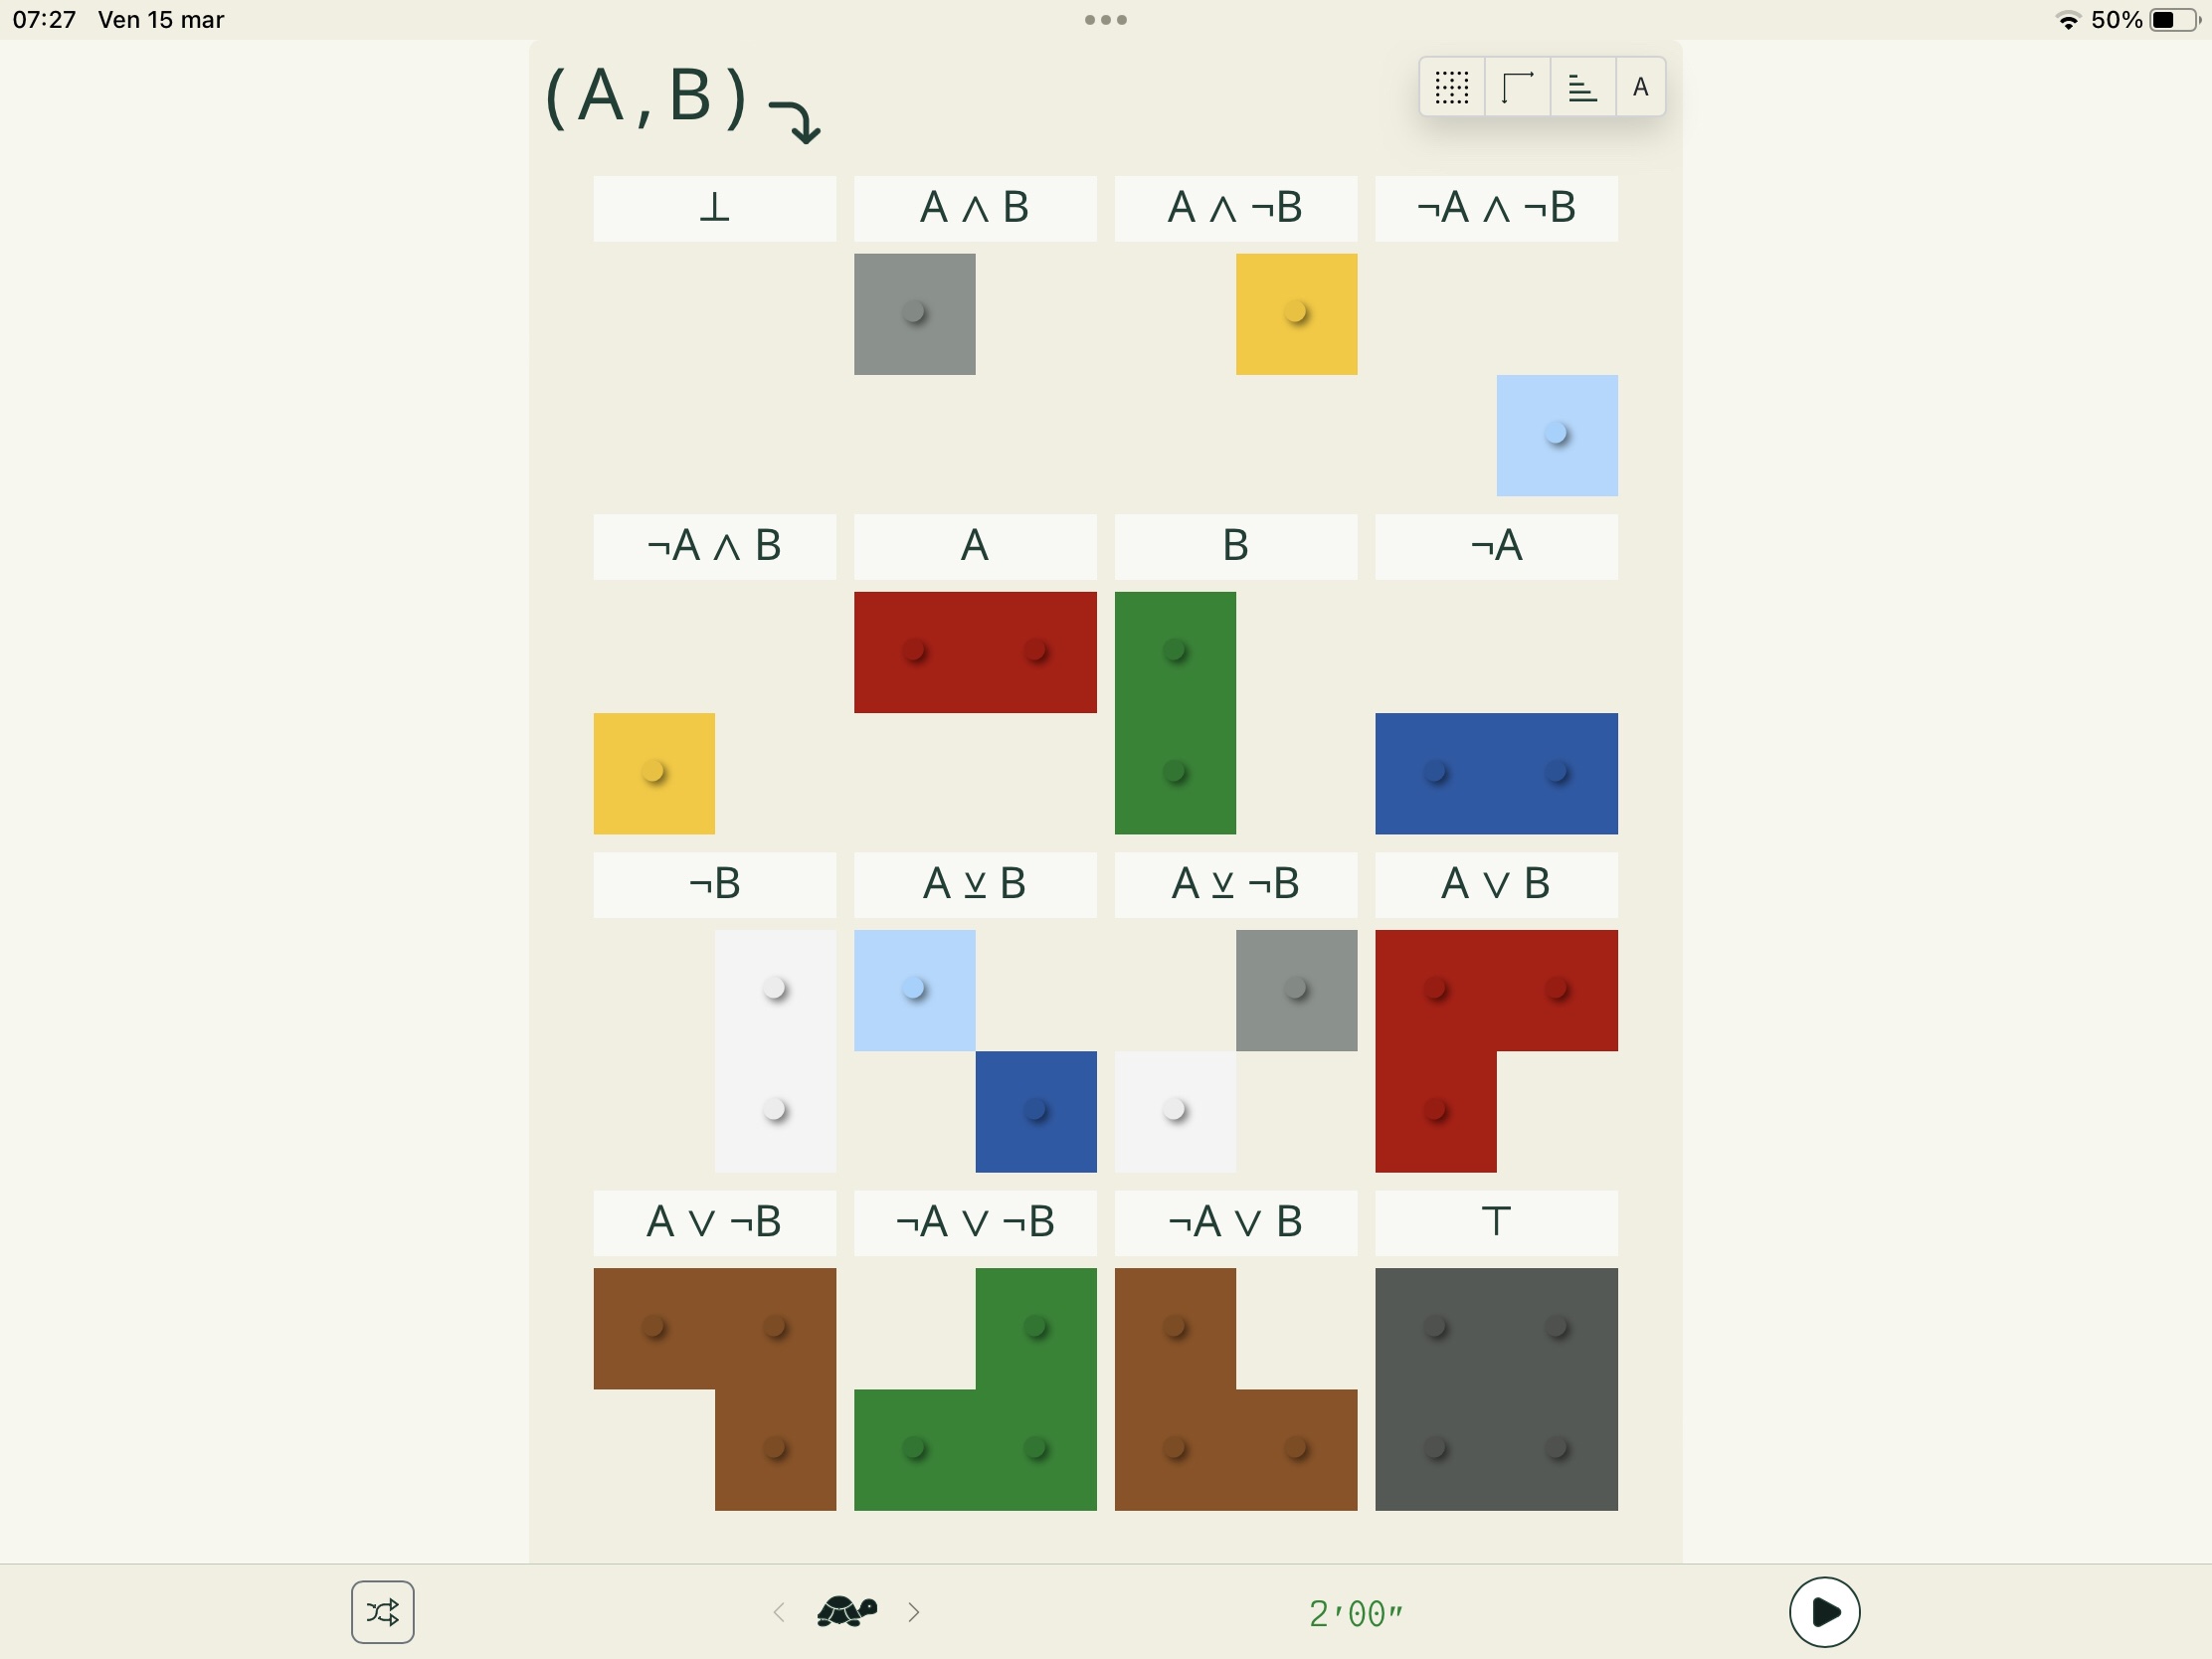 07:27 Ven 15 mar 50%
(A,B)
A
⊥ A ∧ B A ∧ ¬B ¬A ∧ ¬B
¬A ∧ B A B ¬A
¬B A ⊻ B A ⊻ ¬B A ∨ B
A ∨ ¬B ¬A ∨ ¬B ¬A ∨ B ⊤
2′00″